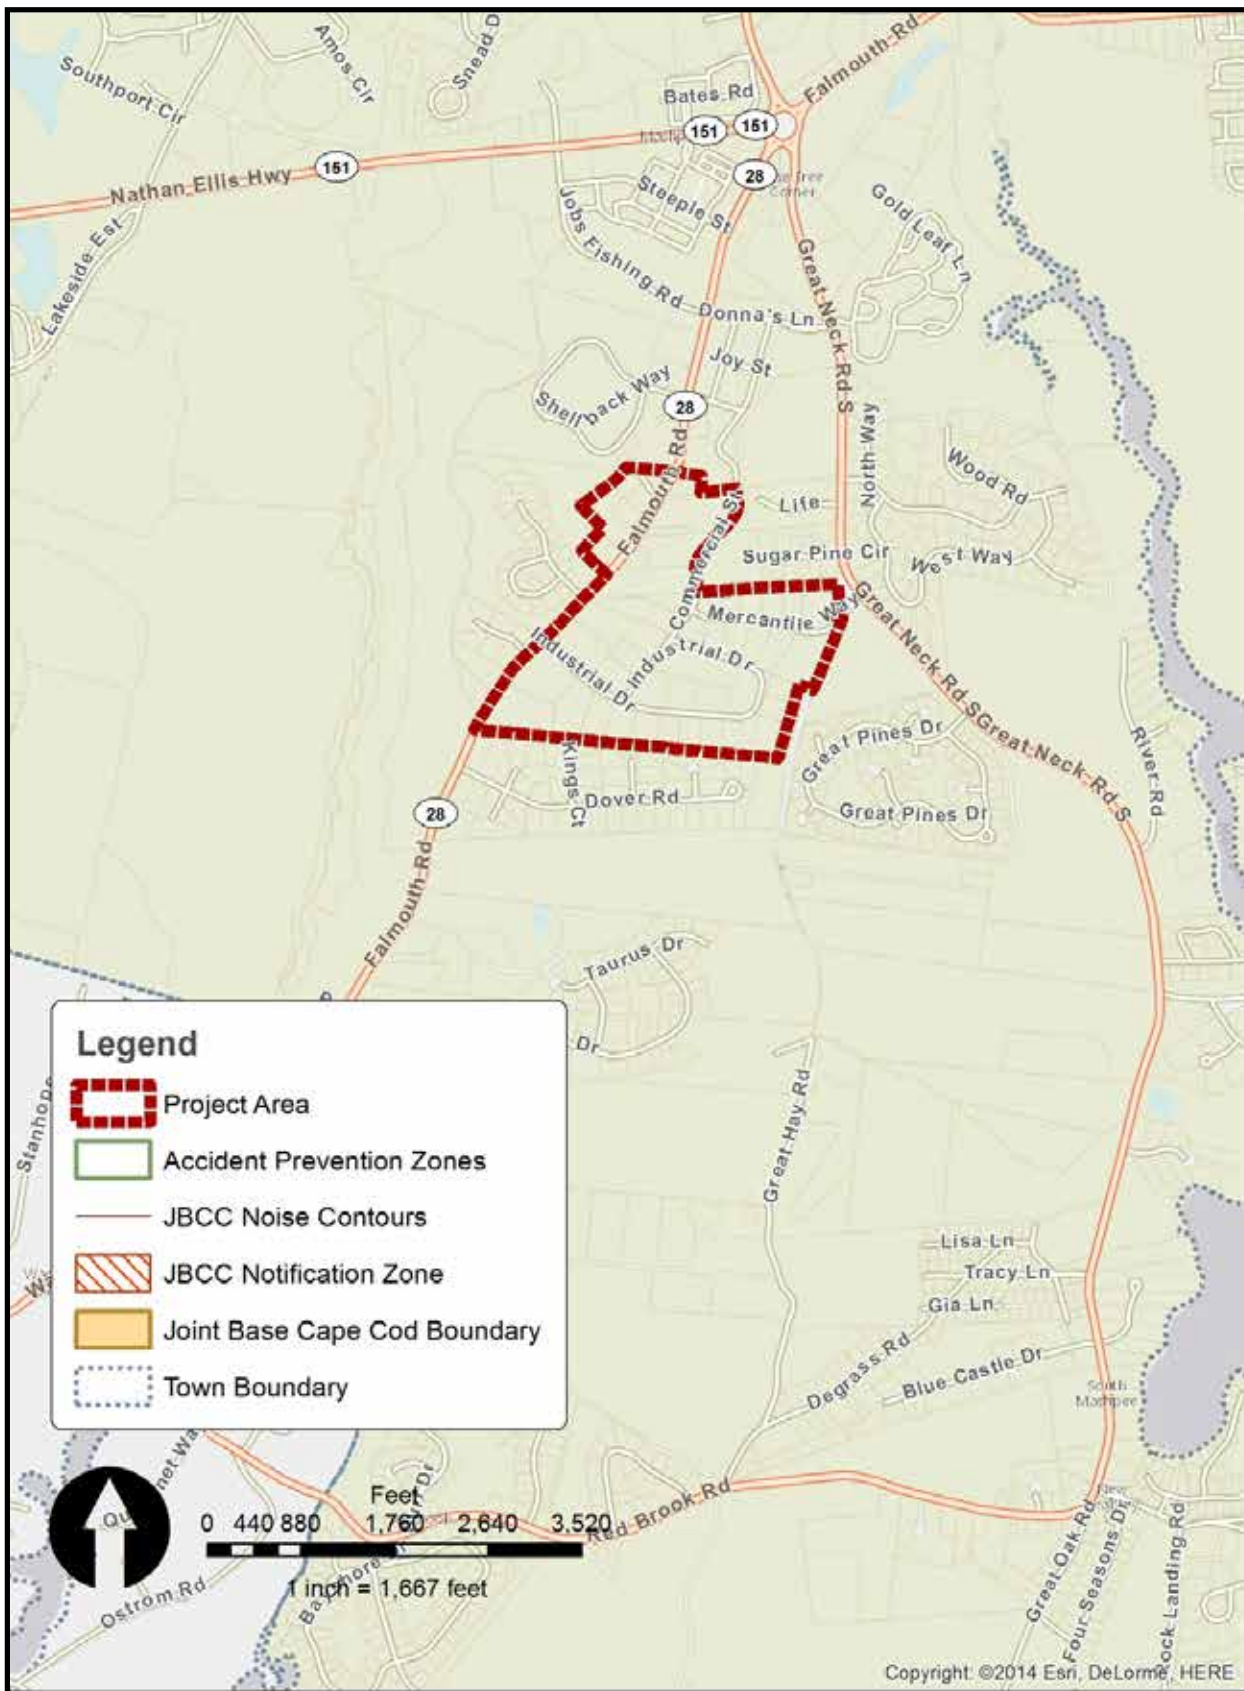 Falmouth Rd
Amos Cir
Snead D
Southport Cir
Bates Rd
151
151
151
28
Nathan Ellis Hwy
Steeple St
Gold Leaf Ln
Lakeside Est
Jobs Fishing Rd
Donna's Ln
Great Neck Rd S
Joy St
Shellback Way
28
Falmouth Rd
North Way
Wood Rd
Life
Commercial St
Sugar Pine Cir
West Way
Mercantile Way
Great Neck Rd S
Industrial Dr
Industrial Dr
Great Neck Rd S
Great Pines Dr
River Rd
Kings Ct
Dover Rd
Great Pines Dr
28
Falmouth Rd
Taurus Dr
Dr
Legend
Project Area
Accident Prevention Zones
JBCC Noise Contours
JBCC Notification Zone
Joint Base Cape Cod Boundary
Town Boundary
Stanhope
Great Hay Rd
Lisa Ln
Tracy Ln
Gia Ln
Degrass Rd
Blue Castle Dr
South
Mashpee
Red Brook Rd
Feet
0 440 880 1,760 2,640 3,520
1 inch = 1,667 feet
Ostrom Rd
Great Oak Rd
Four Seasons Dr
Rock Landing Rd
Copyright: ©2014 Esri, DeLorme, HERE